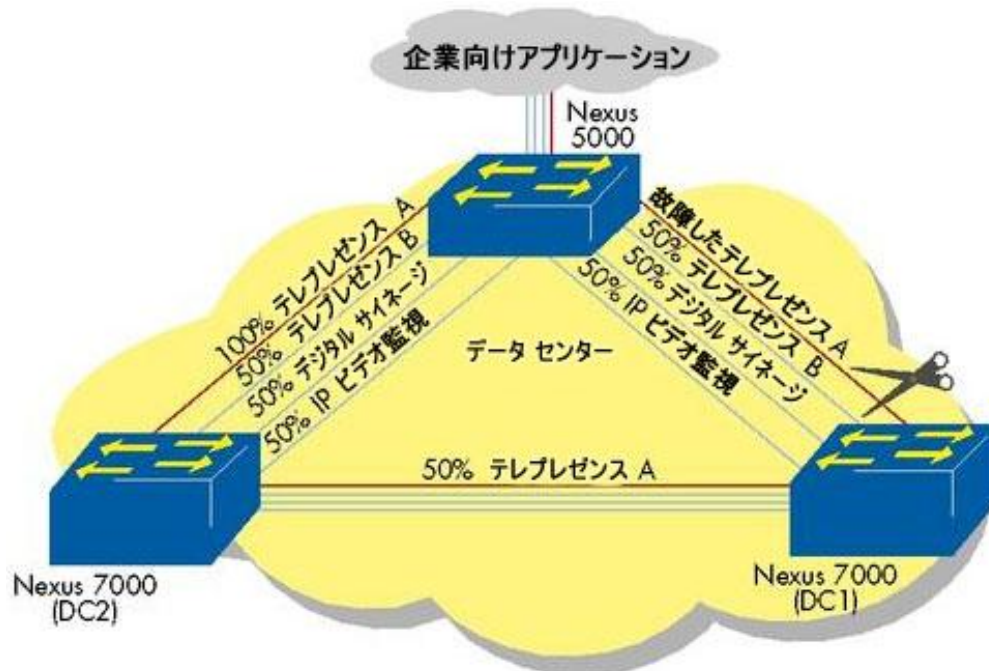 企業向けアプリケーション
Nexus
5000
100% テレプレゼンス A
50% テレプレゼンス B
50% デジタル サイネージ
50% IP ビデオ監視
故障したテレプレゼンス A
50% テレプレゼンス B
50% デジタル サイネージ
50% IP ビデオ監視
データ センター
50% テレプレゼンス A
Nexus 7000
(DC2)
Nexus 7000
(DC1)